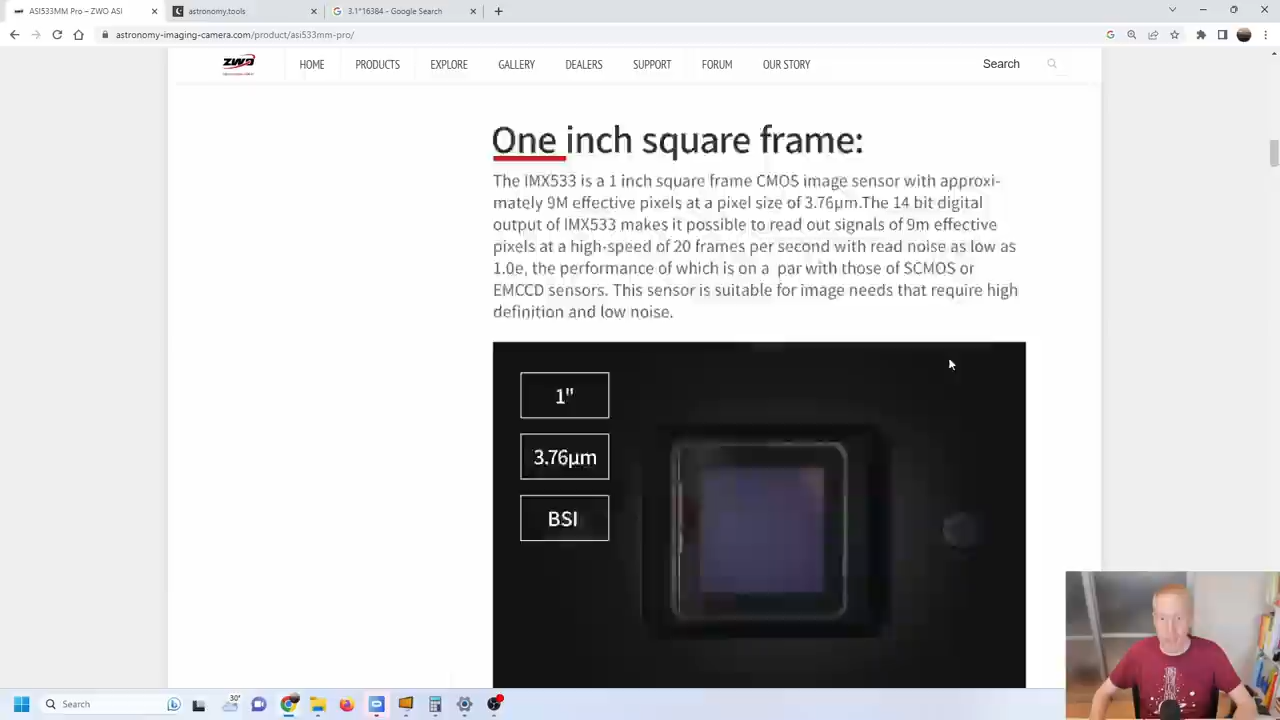 ASI533MM Pro – ZWO ASI
astronomy.tools
3.1*16384 - Google Search
astronomy-imaging-camera.com/product/asi533mm-pro/
ZWO
HOME PRODUCTS EXPLORE GALLERY DEALERS SUPPORT FORUM OUR STORY Search
One inch square frame:
The IMX533 is a 1 inch square frame CMOS image sensor with approxi-
mately 9M effective pixels at a pixel size of 3.76μm.The 14 bit digital
output of IMX533 makes it possible to read out signals of 9m effective
pixels at a high-speed of 20 frames per second with read noise as low as
1.0e, the performance of which is on a par with those of SCMOS or
EMCCD sensors. This sensor is suitable for image needs that require high
definition and low noise.
1"
3.76μm
BSI
Search
30°